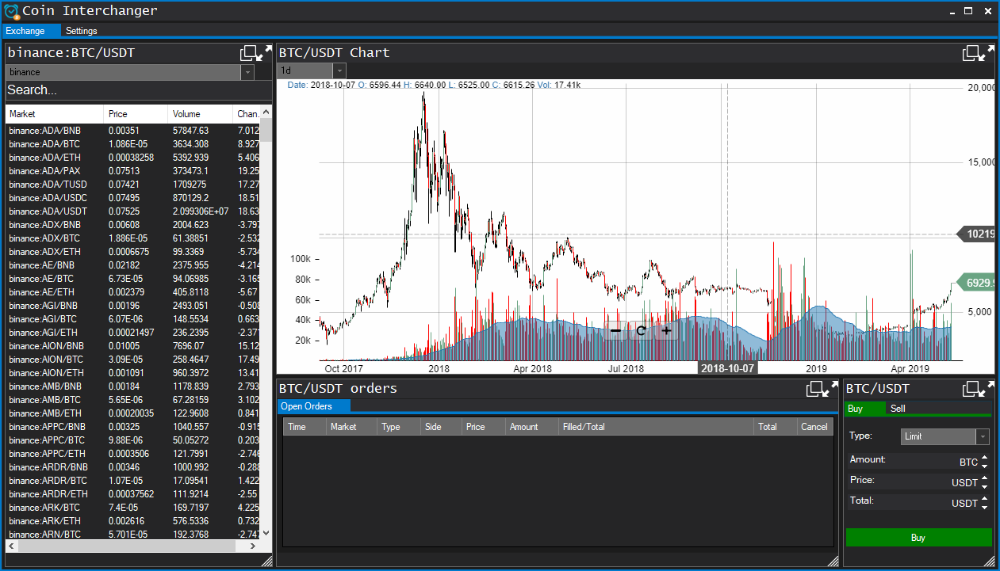 Coin Interchanger
Exchange Settings
binance:BTC/USDT
binance
Search...
Market Price Volume Chan.
binance:ADA/BNB 0.00351 57847.63 7.012
binance:ADA/BTC 1.086E-05 3634.308 8.927
binance:ADA/ETH 0.00038258 5392.939 5.406
binance:ADA/PAX 0.07513 373473.1 19.25
binance:ADA/TUSD 0.07421 1709275 17.27
binance:ADA/USDC 0.07495 870129.2 18.51
binance:ADA/USDT 0.07525 2.099306E+07 18.63
binance:ADX/BNB 0.00608 2004.623 -3.797
binance:ADX/BTC 1.886E-05 61.38851 -2.532
binance:ADX/ETH 0.0006675 99.3369 -5.734
binance:AE/BNB 0.02182 2375.955 -4.214
binance:AE/BTC 6.73E-05 94.06985 -3.165
binance:AE/ETH 0.002379 405.8118 -5.67
binance:AGI/BNB 0.00196 2493.051 -0.508
binance:AGI/BTC 6.07E-06 148.5534 0.663
binance:AGI/ETH 0.00021497 236.2395 -2.371
binance:AION/BNB 0.01005 7696.07 15.12
binance:AION/BTC 3.09E-05 258.4647 17.49
binance:AION/ETH 0.001091 960.3972 13.41
binance:AMB/BNB 0.00184 1178.839 2.793
binance:AMB/BTC 5.65E-06 67.28159 3.102
binance:AMB/ETH 0.00020035 122.9608 0.841
binance:APPC/BNB 0.00325 1040.557 -0.915
binance:APPC/BTC 9.88E-06 50.05272 0.203
binance:APPC/ETH 0.0003506 121.7991 -2.746
binance:ARDR/BNB 0.00346 1000.992 -0.288
binance:ARDR/BTC 1.07E-05 17.09541 1.422
binance:ARDR/ETH 0.00037562 111.9214 -2.55
binance:ARK/BTC 7.4E-05 169.7197 4.225
binance:ARK/ETH 0.002616 576.5336 0.732
binance:ARN/BTC 5.701E-05 192.3768 -2.747
BTC/USDT Chart
1d
Date: 2018-10-07 O: 6596.44 H: 6640.00 L: 6525.00 C: 6615.26 Vol: 17.41k
20,000
15,000
10219
100k
80k
6929.9
60k
5,000
40k
20k
Oct 2017 2018 Apr 2018 Jul 2018 2018-10-07 2019 Apr 2019
BTC/USDT orders
Open Orders
Time Market Type Side Price Amount Filled/Total Total Cancel
BTC/USDT
Buy Sell
Type: Limit
Amount: BTC
Price: USDT
Total: USDT
Buy